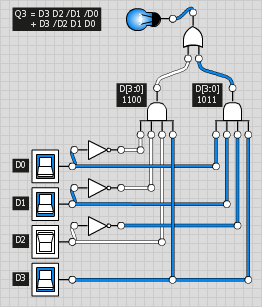 Q3 = D3 D2 /D1 /D0
+ D3 /D2 D1 D0
D[3:0]
1100
D[3:0]
1011
D0
D1
D2
D3